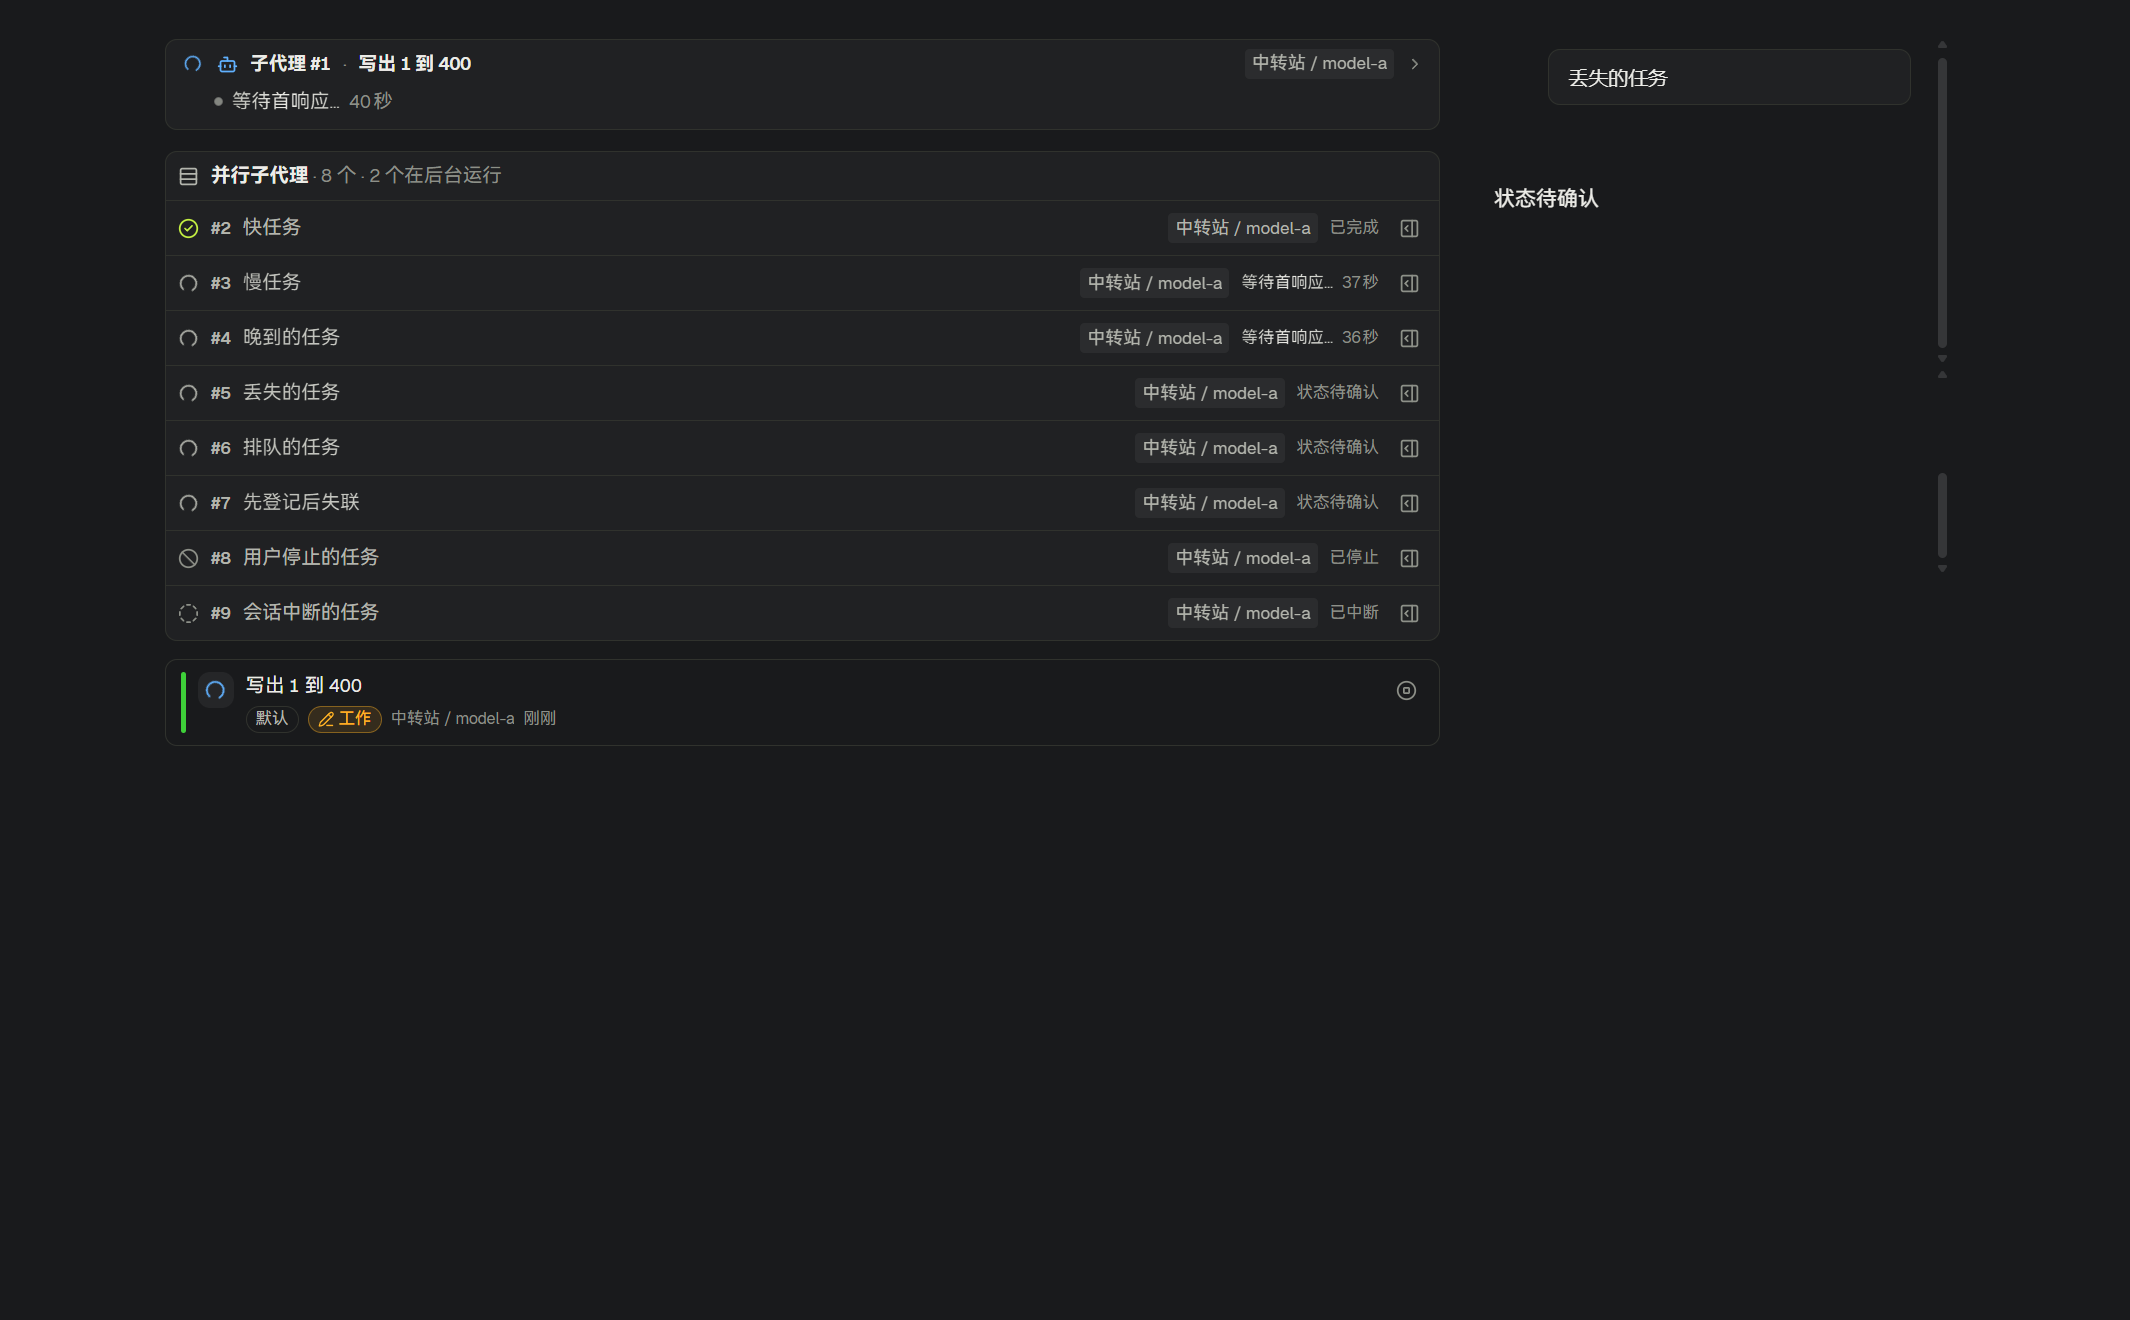 子代理 #1 · 写出 1 到 400 中转站 / model-a
等待首响应... 40秒
并行子代理 · 8 个 · 2 个在后台运行
#2 快任务 中转站 / model-a 已完成
#3 慢任务 中转站 / model-a 等待首响应... 37秒
#4 晚到的任务 中转站 / model-a 等待首响应... 36秒
#5 丢失的任务 中转站 / model-a 状态待确认
#6 排队的任务 中转站 / model-a 状态待确认
#7 先登记后失联 中转站 / model-a 状态待确认
#8 用户停止的任务 中转站 / model-a 已停止
#9 会话中断的任务 中转站 / model-a 已中断
写出 1 到 400
默认 工作 中转站 / model-a 刚刚
丢失的任务
状态待确认